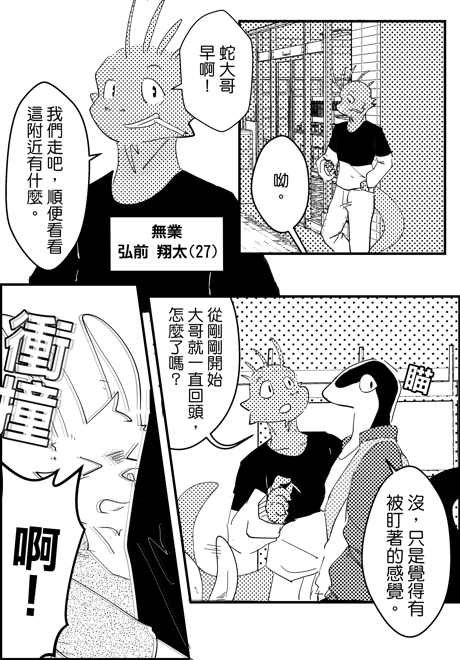 呦。
蛇大哥
早啊！
我們走吧，順便看看
這附近有什麼。
無業
弘前 翔太(27)
瞄
從剛剛開始
大哥就一直回頭，
怎麼了嗎？
沒，只是覺得有
被盯著的感覺。
衝撞
啊！